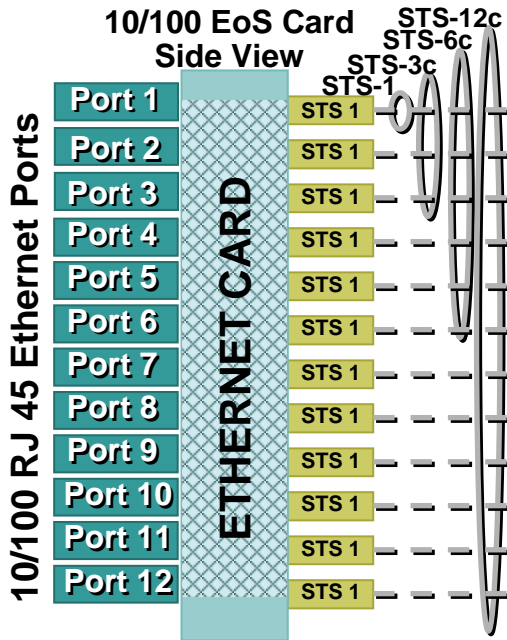 10/100 EoS Card
Side View
STS-12c
STS-6c
STS-3c
STS-1
10/100 RJ 45 Ethernet Ports
ETHERNET CARD
Port 1
STS 1
Port 2
STS 1
Port 3
STS 1
Port 4
STS 1
Port 5
STS 1
Port 6
STS 1
Port 7
STS 1
Port 8
STS 1
Port 9
STS 1
Port 10
STS 1
Port 11
STS 1
Port 12
STS 1